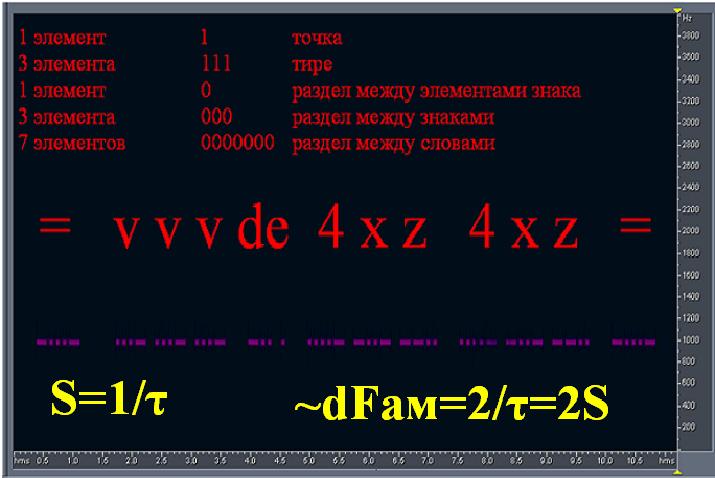 1 элемент 1 точка
3 элемента 111 тире
1 элемент 0 раздел между элементами знака
3 элемента 000 раздел между знаками
7 элементов 0000000 раздел между словами
= v v v de 4 x z 4 x z =
S=1/τ ~dFам=2/τ=2S
Hz
3800
3600
3400
3200
3000
2800
2600
2400
2200
2000
1800
1600
1400
1200
1000
800
600
400
200
hms 0.5 1.0 1.5 2.0 2.5 3.0 3.5 4.0 4.5 5.0 5.5 6.0 6.5 7.0 7.5 8.0 8.5 9.0 9.5 10.0 10.5 hms